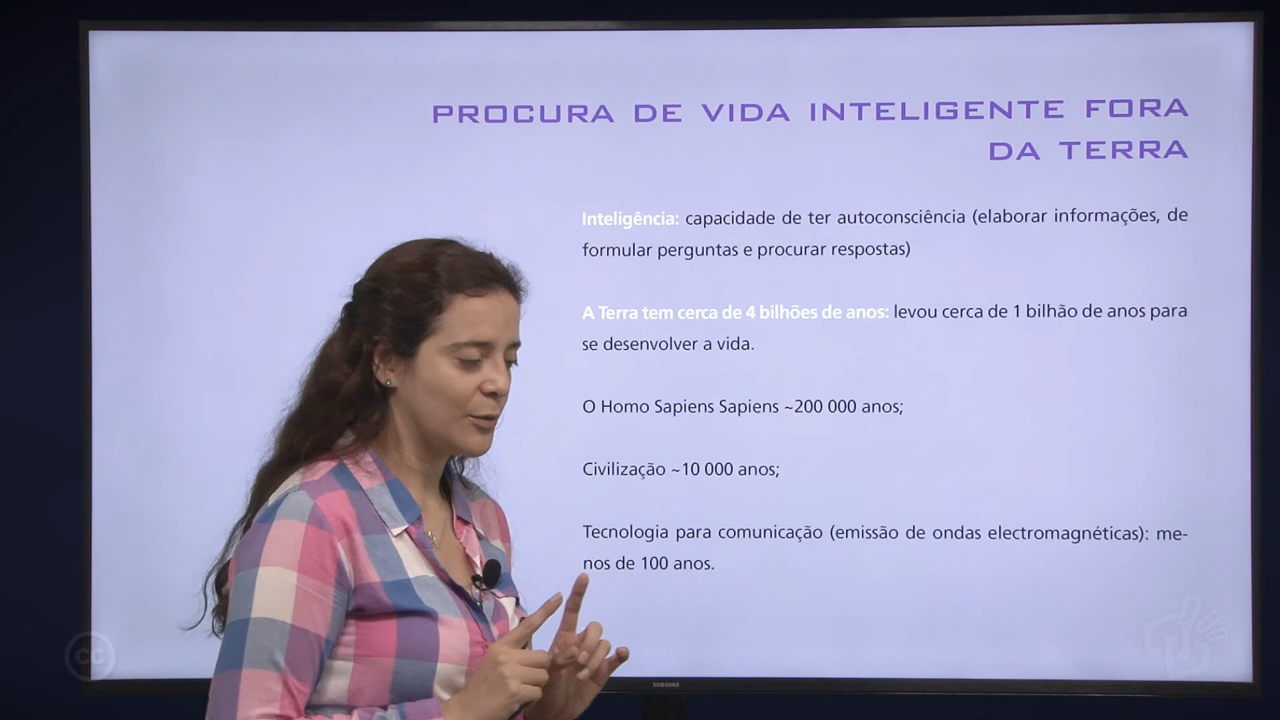 PROCURA DE VIDA INTELIGENTE FORA
DA TERRA
Inteligência: capacidade de ter autoconsciência (elaborar informações, de
formular perguntas e procurar respostas)
A Terra tem cerca de 4 bilhões de anos: levou cerca de 1 bilhão de anos para
se desenvolver a vida.
O Homo Sapiens Sapiens ~200 000 anos;
Civilização ~10 000 anos;
Tecnologia para comunicação (emissão de ondas electromagnéticas): me-
nos de 100 anos.
cc
SAMSUNG